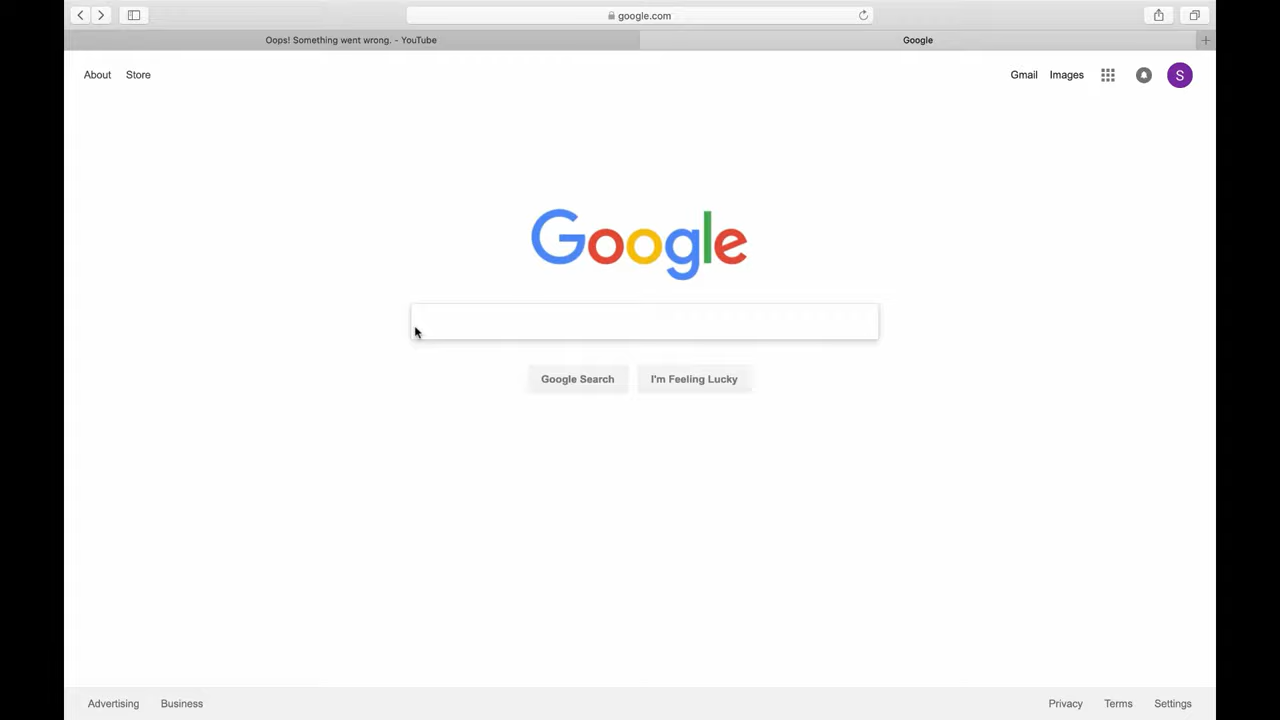 google.com
Oops! Something went wrong. - YouTube Google
About Store Gmail Images S
Google
Google Search I'm Feeling Lucky
Advertising Business Privacy Terms Settings